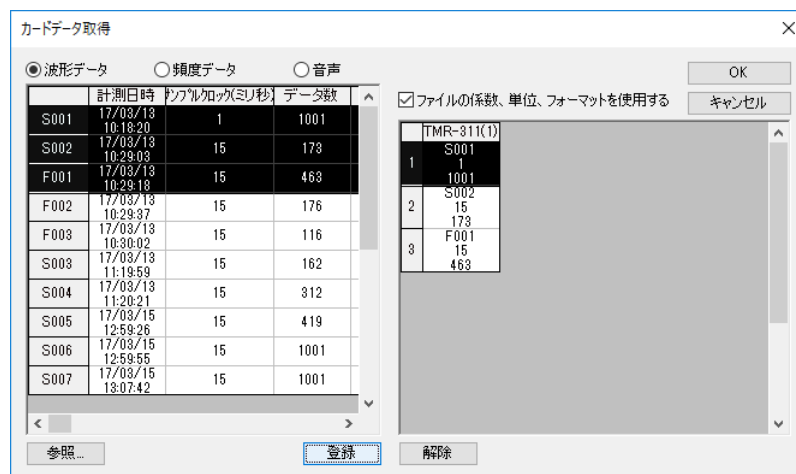 カードデータ取得
波形データ 頻度データ 音声
OK
ファイルの係数、単位、フォーマットを使用する
キャンセル
計測日時 サンプルクロック(ミリ秒) データ数
S001 17/03/13 10:18:20 1 1001
S002 17/03/13 10:29:03 15 173
F001 17/03/13 10:29:18 15 463
F002 17/03/13 10:29:37 15 176
F003 17/03/13 10:30:02 15 116
S003 17/03/13 11:19:59 15 162
S004 17/03/13 11:20:21 15 312
S005 17/03/15 12:59:26 15 419
S006 17/03/15 12:59:55 15 1001
S007 17/03/15 13:07:42 15 1001
TMR-311(1)
1 S001
1
1001
2 S002
15
173
3 F001
15
463
参照...
登録
解除